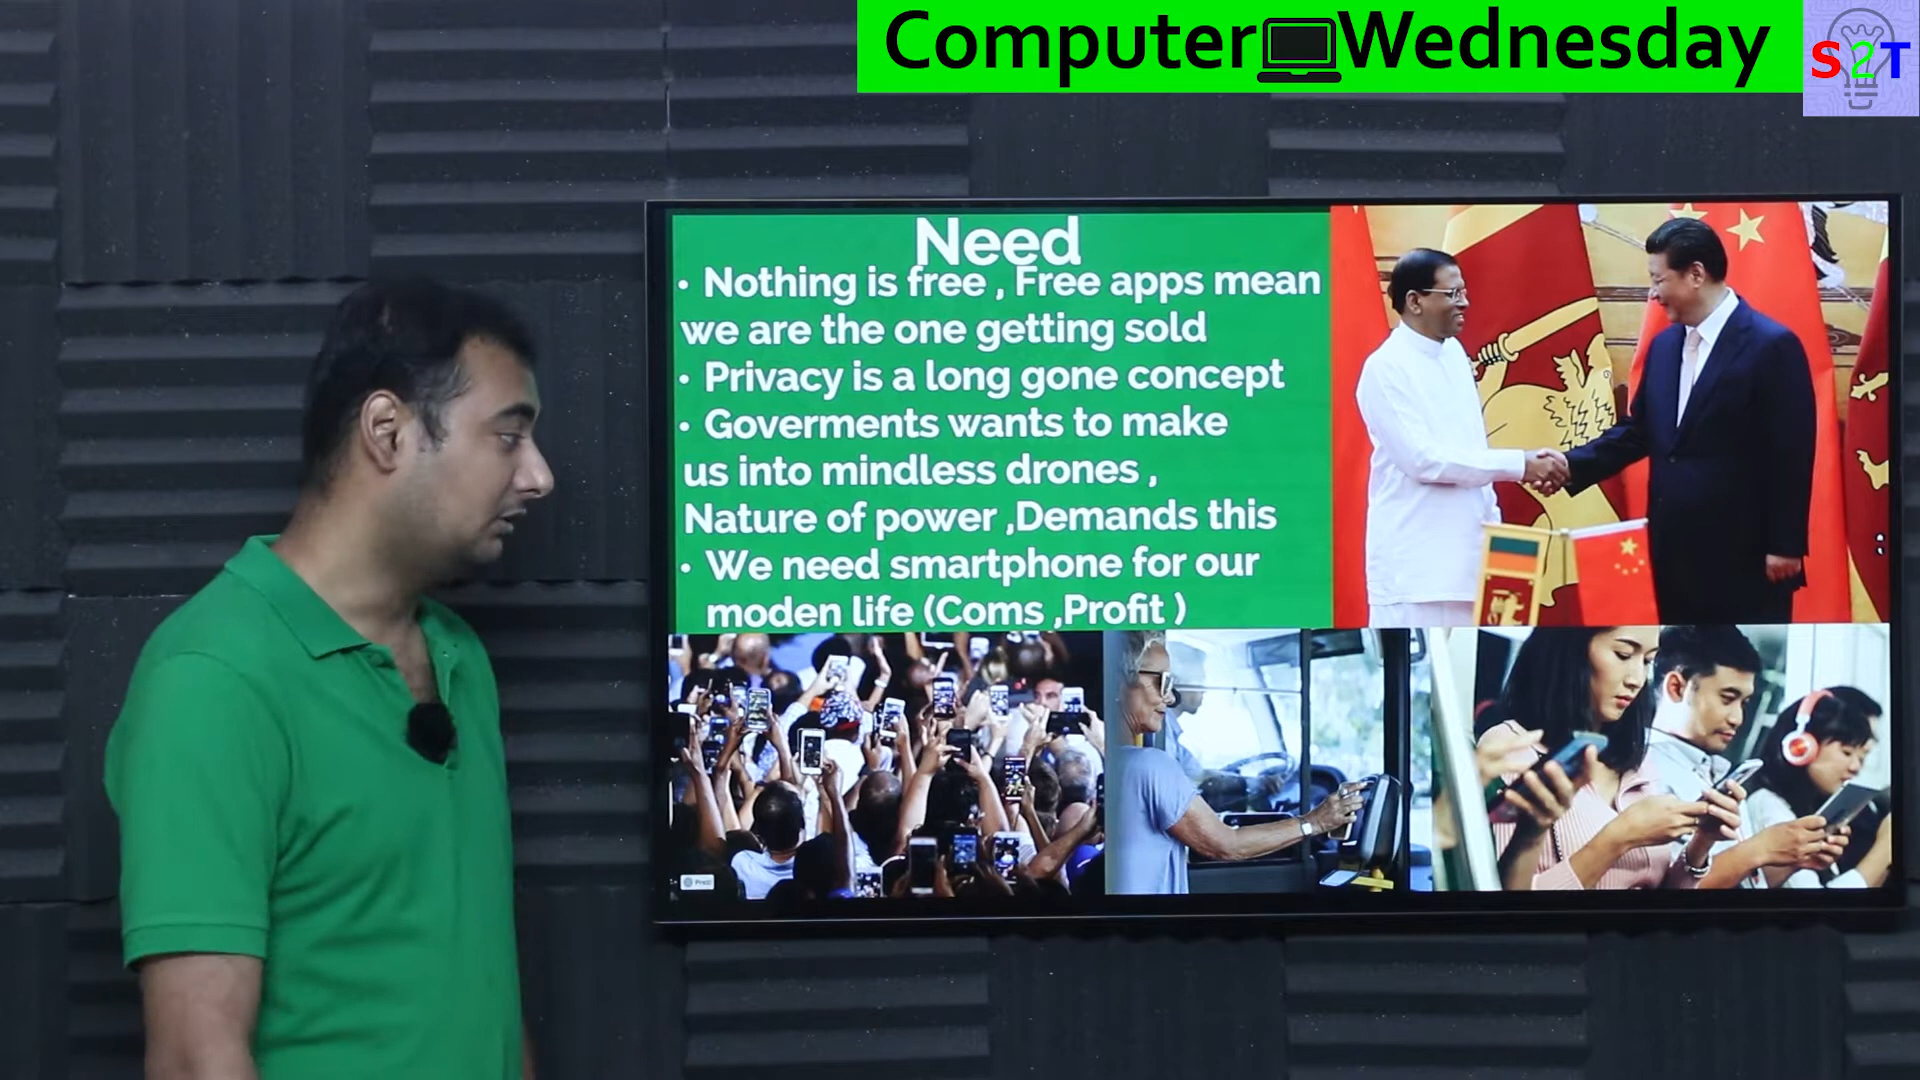 Computer Wednesday
S2T
Need
• Nothing is free , Free apps mean
we are the one getting sold
• Privacy is a long gone concept
• Goverments wants to make
us into mindless drones ,
Nature of power ,Demands this
• We need smartphone for our
moden life (Coms ,Profit )
Prezi